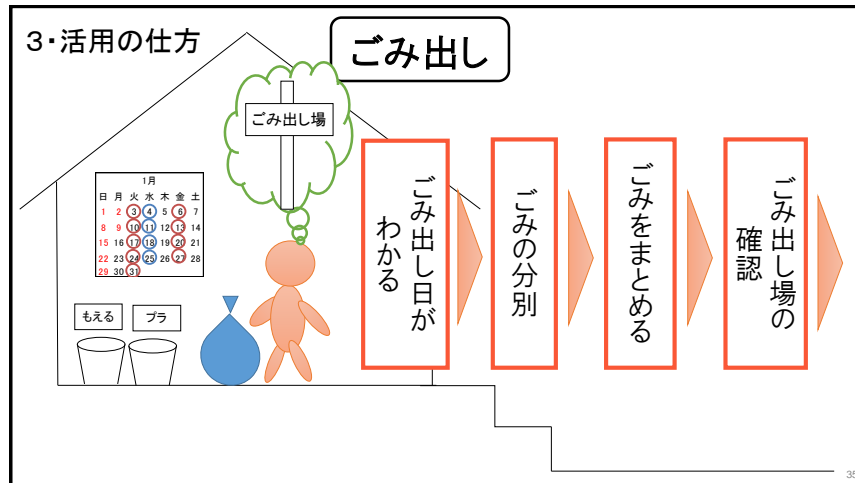 3・活用の仕方
ごみ出し
ごみ出し場
1月
日 月 火 水 木 金 土
1 2 3 4 5 6 7
8 9 10 11 12 13 14
15 16 17 18 19 20 21
22 23 24 25 26 27 28
29 30 31
もえる
プラ
ごみ出し日が
わかる
ごみの分別
ごみをまとめる
ごみ出し場の
確認
35